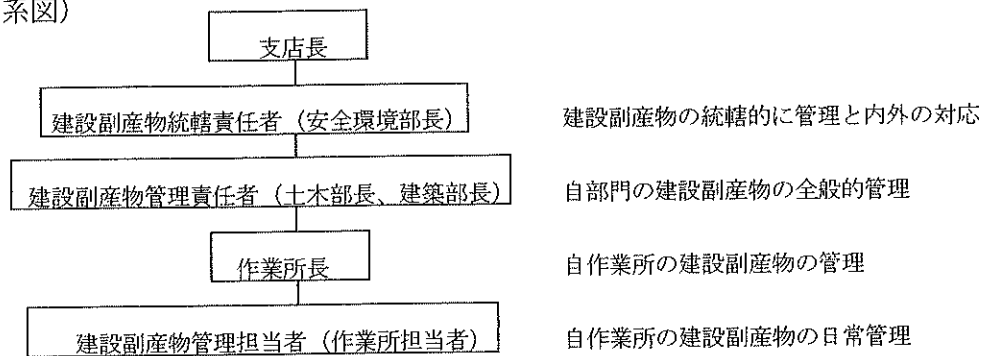 系図)
支店長
建設副産物統轄責任者（安全環境部長） 建設副産物の統轄的に管理と内外の対応
建設副産物管理責任者（土木部長、建築部長） 自部門の建設副産物の全般的管理
作業所長 自作業所の建設副産物の管理
建設副産物管理担当者（作業所担当者） 自作業所の建設副産物の日常管理